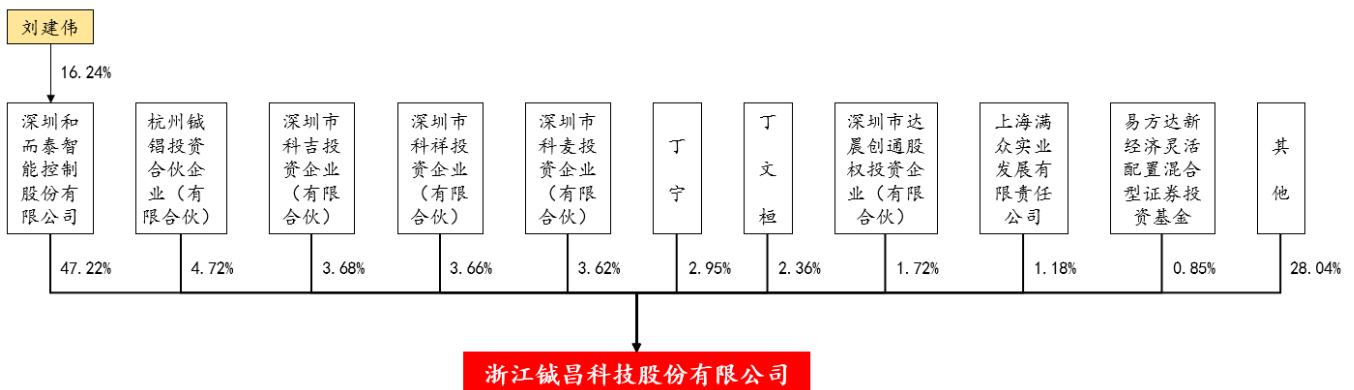 刘建伟
16.24%
深圳和
而泰智
能控制
股份有
限公司
杭州铖
锠投资
合伙企
业（有
限合伙）
深圳市
科吉投
资企业
（有限
合伙）
深圳市
科祥投
资企业
（有限
合伙）
深圳市
科麦投
资企业
（有限
合伙）
丁
宁
丁
文
桓
深圳市达
晨创通股
权投资企
业（有限
合伙）
上海满
众实业
发展有
限责任
公司
易方达新
经济灵活
配置混合
型证券投
资基金
其
他
47.22%
4.72%
3.68%
3.66%
3.62%
2.95%
2.36%
1.72%
1.18%
0.85%
28.04%
浙江铖昌科技股份有限公司